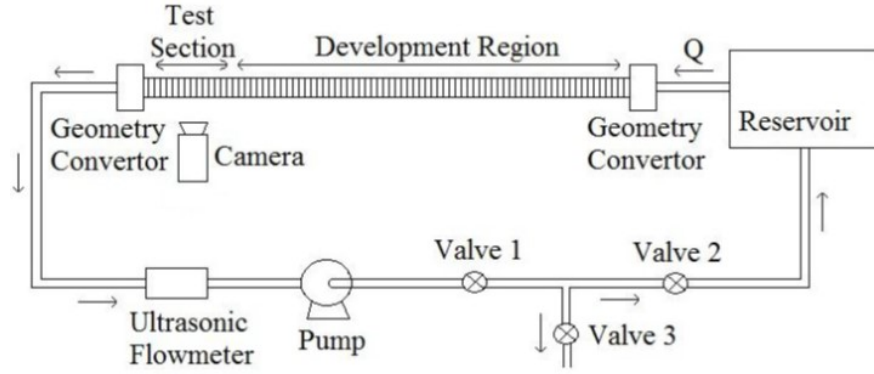 Test
Section
Development Region
Q
Geometry
Convertor
Camera
Geometry
Convertor
Reservoir
Valve 1
Valve 2
Ultrasonic
Flowmeter
Pump
Valve 3